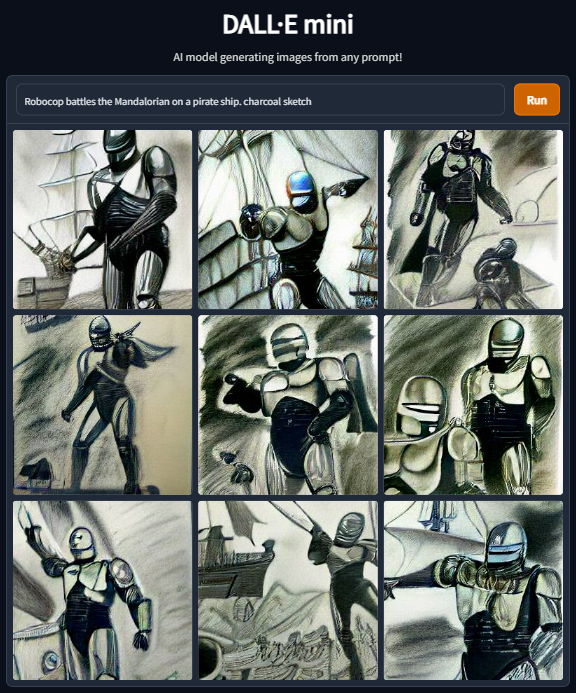 DALL·E mini
AI model generating images from any prompt!
Robocop battles the Mandalorian on a pirate ship. charcoal sketch
Run